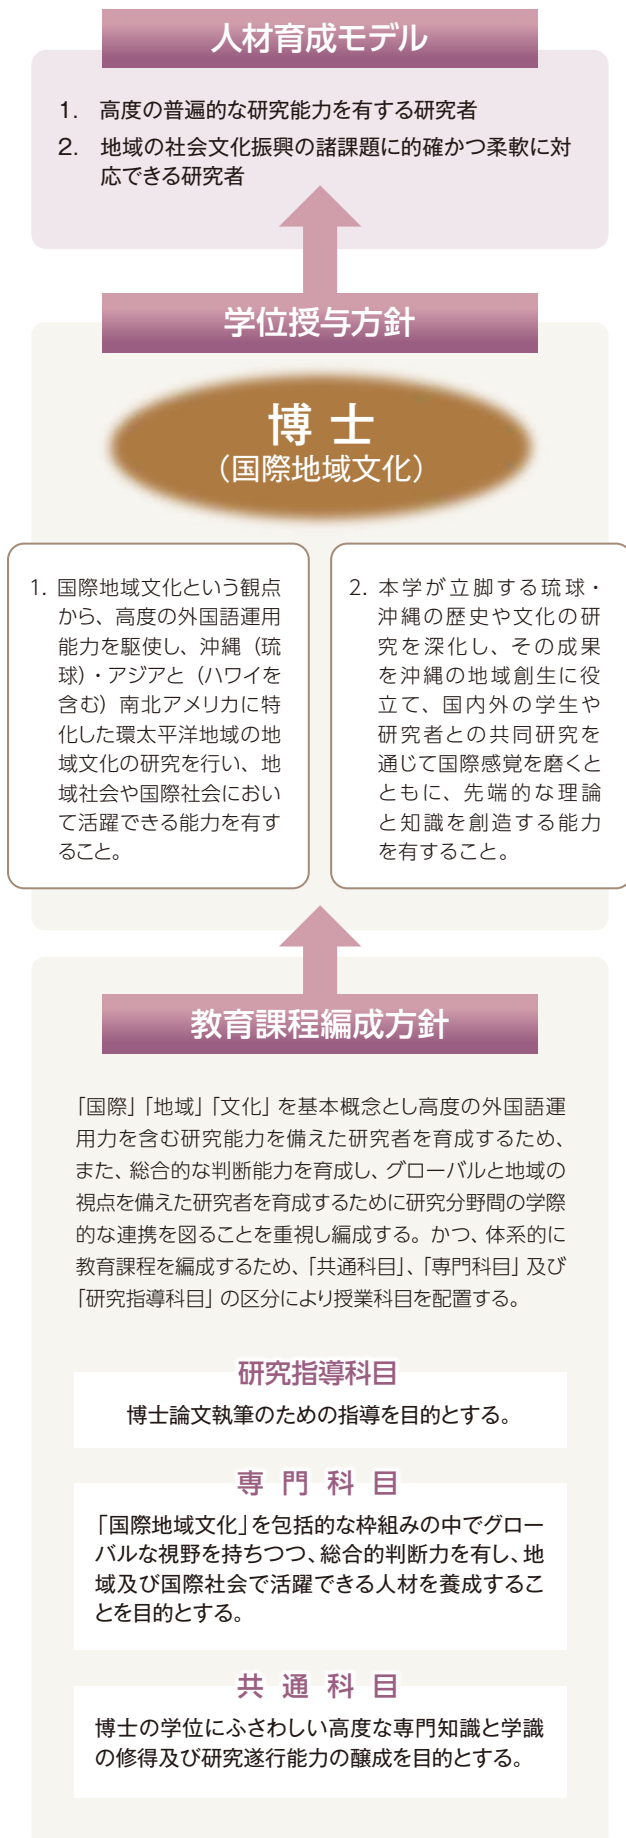 人材育成モデル
1. 高度の普遍的な研究能力を有する研究者
2. 地域の社会文化振興の諸課題に的確かつ柔軟に対
応できる研究者
学位授与方針
博 士
（国際地域文化）
1. 国際地域文化という観点
から、高度の外国語運用
能力を駆使し、沖縄（琉
球）・アジアと（ハワイを
含む）南北アメリカに特
化した環太平洋地域の地
域文化の研究を行い、地
域社会や国際社会におい
て活躍できる能力を有す
ること。
2. 本学が立脚する琉球・
沖縄の歴史や文化の研
究を深化し、その成果
を沖縄の地域創生に役
立て、国内外の学生や
研究者との共同研究を
通じて国際感覚を磨くと
ともに、先端的な理論
と知識を創造する能力
を有すること。
教育課程編成方針
「国際」「地域」「文化」を基本概念とし高度の外国語運
用力を含む研究能力を備えた研究者を育成するため、
また、総合的な判断能力を育成し、グローバルと地域の
視点を備えた研究者を育成するために研究分野間の学際
的な連携を図ることを重視し編成する。かつ、体系的に
教育課程を編成するため、「共通科目」、「専門科目」及び
「研究指導科目」の区分により授業科目を配置する。
研究指導科目
博士論文執筆のための指導を目的とする。
専 門 科 目
「国際地域文化」を包括的な枠組みの中でグロー
バルな視野を持ちつつ、総合的判断力を有し、地
域及び国際社会で活躍できる人材を養成するこ
とを目的とする。
共 通 科 目
博士の学位にふさわしい高度な専門知識と学識
の修得及び研究遂行能力の醸成を目的とする。